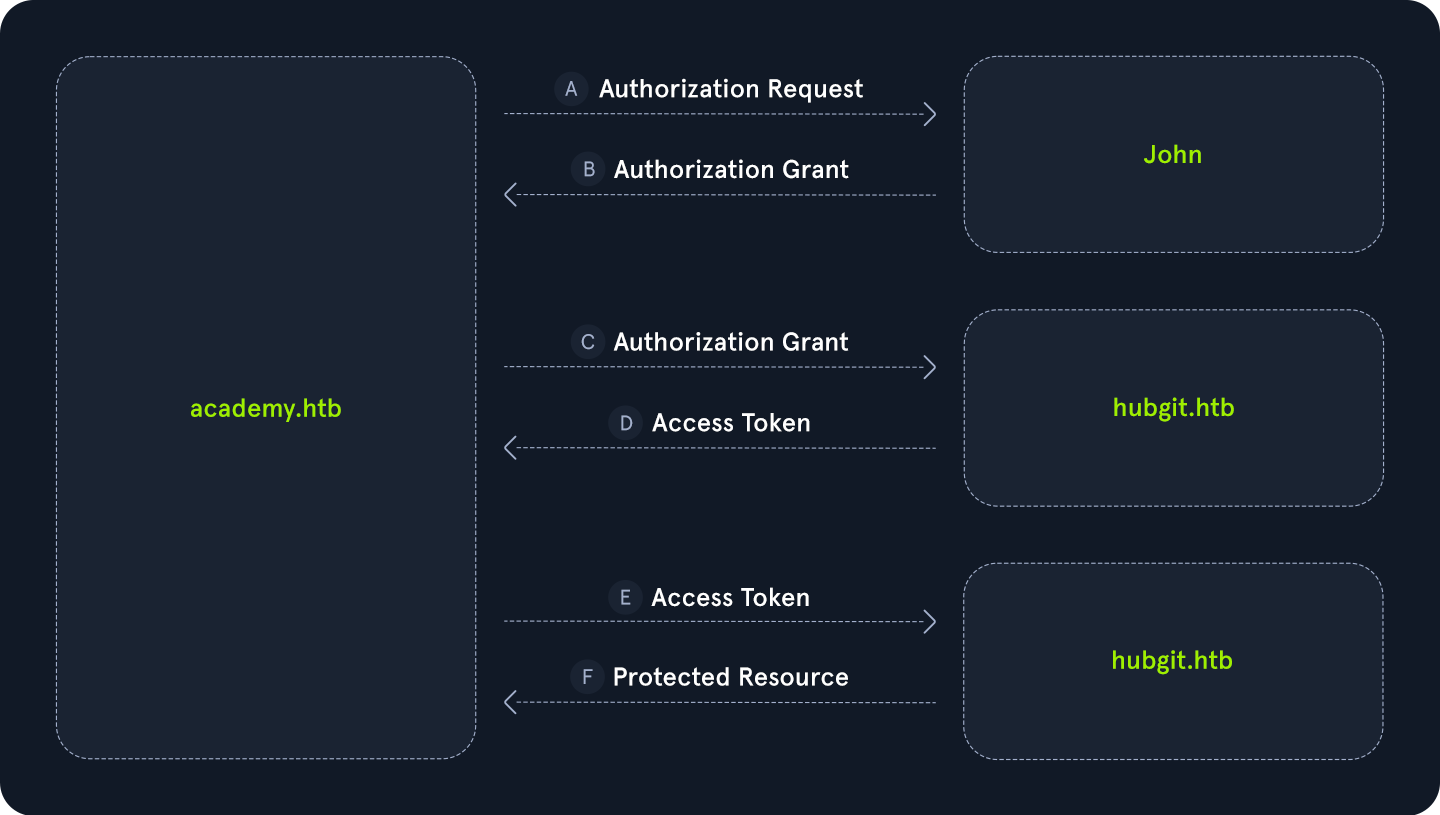 A Authorization Request
John
B Authorization Grant
C Authorization Grant
academy.htb
hubgit.htb
D Access Token
E Access Token
hubgit.htb
F Protected Resource